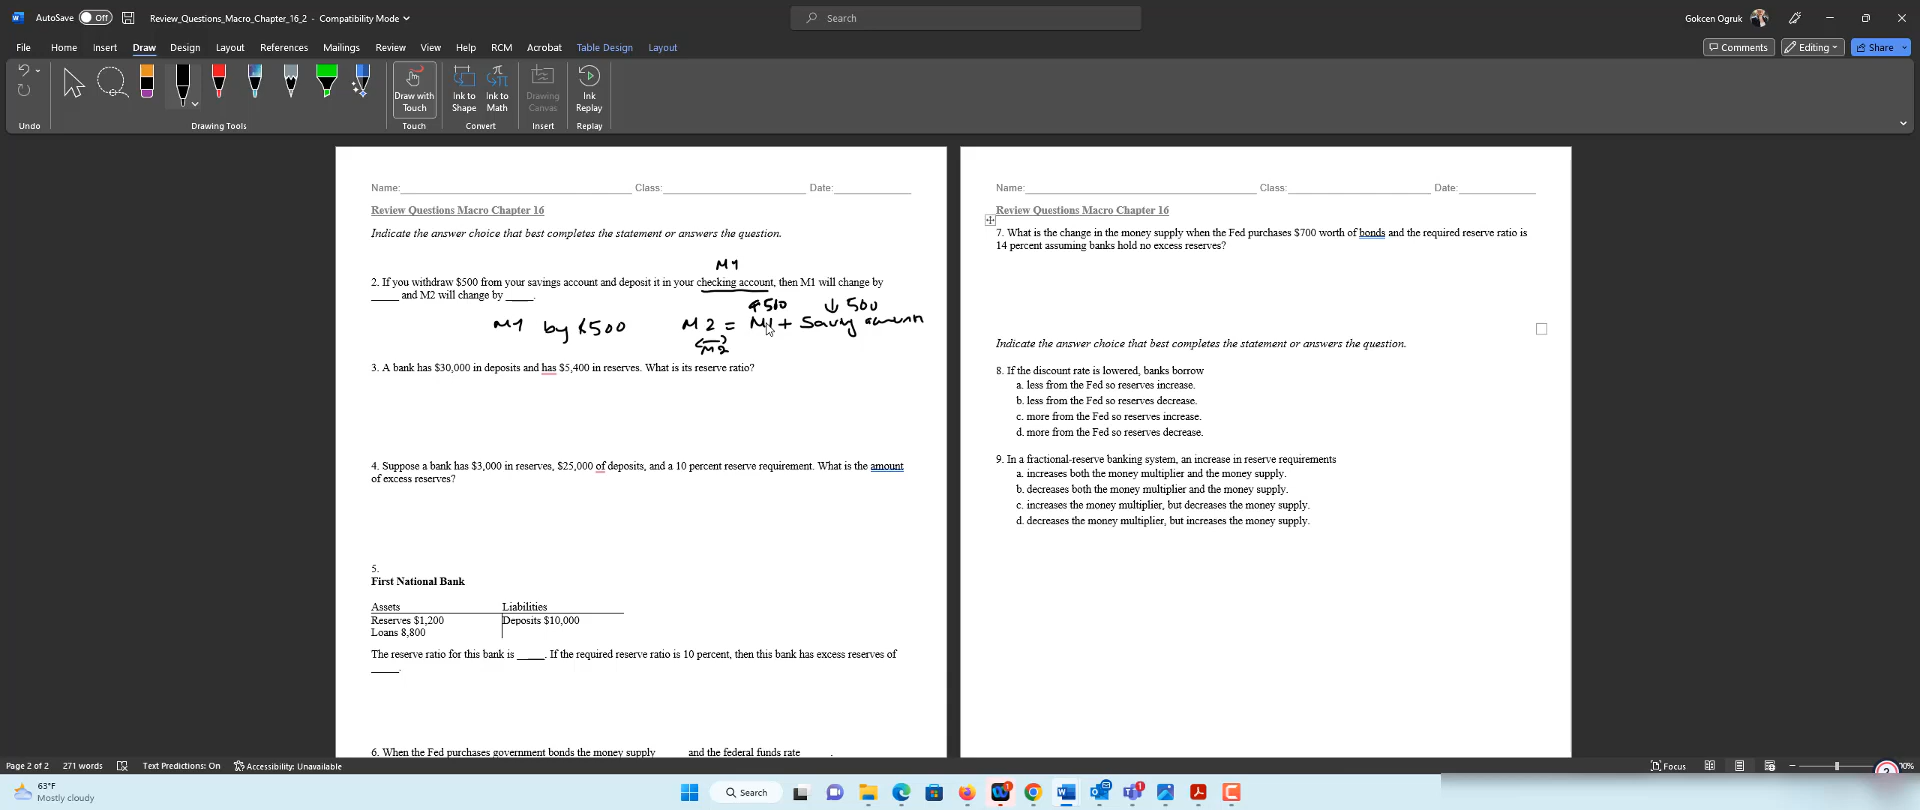 AutoSave Off Review_Questions_Macro_Chapter_16_2 - Compatibility Mode Search Gokcen Ogruk
File Home Insert Draw Design Layout References Mailings Review View Help RCM Acrobat Table Design Layout Comments Editing Share
Draw with Touch
Ink to Shape
Ink to Math
Drawing Canvas
Ink Replay
Undo Drawing Tools Touch Convert Insert Replay
Name: Class: Date:
Review Questions Macro Chapter 16
Indicate the answer choice that best completes the statement or answers the question.
M1
2. If you withdraw $500 from your savings account and deposit it in your checking account, then M1 will change by
_____ and M2 will change by _____.
↑500 ↓500
M1 by $500 M2 = M1 + Saving amount
M2
3. A bank has $30,000 in deposits and has $5,400 in reserves. What is its reserve ratio?
4. Suppose a bank has $3,000 in reserves, $25,000 of deposits, and a 10 percent reserve requirement. What is the amount
of excess reserves?
5.
First National Bank
Assets Liabilities
Reserves $1,200 Deposits $10,000
Loans 8,800
The reserve ratio for this bank is _____. If the required reserve ratio is 10 percent, then this bank has excess reserves of
_____.
6. When the Fed purchases government bonds the money supply _____ and the federal funds rate _____.
Name: Class: Date:
Review Questions Macro Chapter 16
7. What is the change in the money supply when the Fed purchases $700 worth of bonds and the required reserve ratio is
14 percent assuming banks hold no excess reserves?
Indicate the answer choice that best completes the statement or answers the question.
8. If the discount rate is lowered, banks borrow
a. less from the Fed so reserves increase.
b. less from the Fed so reserves decrease.
c. more from the Fed so reserves increase.
d. more from the Fed so reserves decrease.
9. In a fractional-reserve banking system, an increase in reserve requirements
a. increases both the money multiplier and the money supply.
b. decreases both the money multiplier and the money supply.
c. increases the money multiplier, but decreases the money supply.
d. decreases the money multiplier, but increases the money supply.
Page 2 of 2 271 words Text Predictions: On Accessibility: Unavailable Focus
63°F
Mostly cloudy
Search